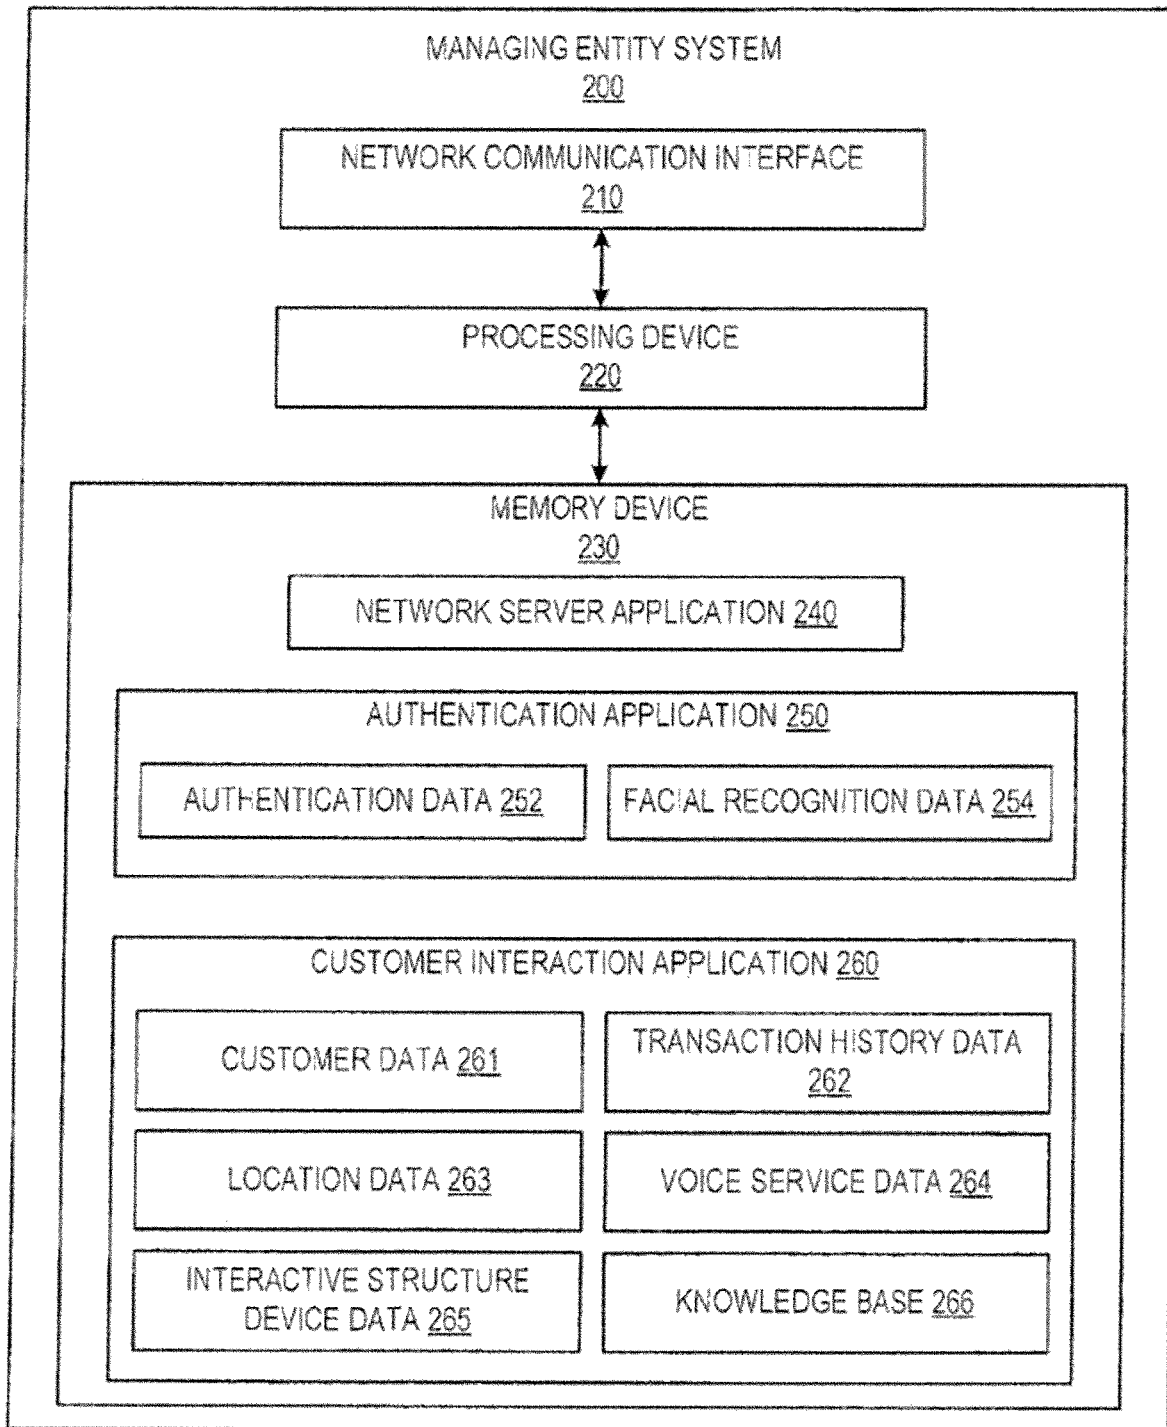 MANAGING ENTITY SYSTEM
200
NETWORK COMMUNICATION INTERFACE
210
PROCESSING DEVICE
220
MEMORY DEVICE
230
NETWORK SERVER APPLICATION 240
AUTHENTICATION APPLICATION 250
AUTHENTICATION DATA 252
FACIAL RECOGNITION DATA 254
CUSTOMER INTERACTION APPLICATION 260
CUSTOMER DATA 261
TRANSACTION HISTORY DATA
262
LOCATION DATA 263
VOICE SERVICE DATA 264
INTERACTIVE STRUCTURE
DEVICE DATA 265
KNOWLEDGE BASE 266